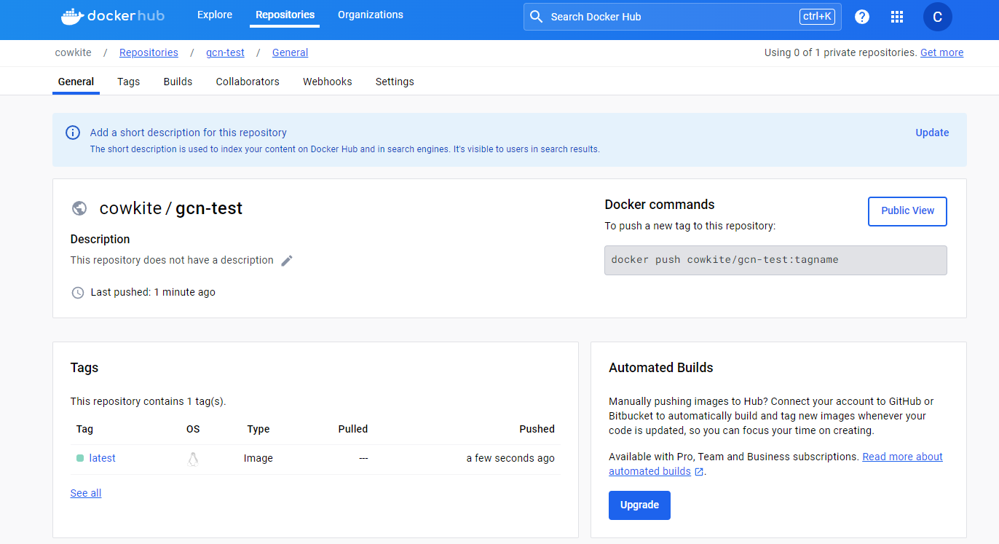 docker hub
Explore
Repositories
Organizations
Search Docker Hub
ctrl+K
?
C
cowkite / Repositories / gcn-test / General
Using 0 of 1 private repositories. Get more
General
Tags
Builds
Collaborators
Webhooks
Settings
Add a short description for this repository
Update
The short description is used to index your content on Docker Hub and in search engines. It's visible to users in search results.
cowkite / gcn-test
Description
This repository does not have a description
Last pushed: 1 minute ago
Docker commands
Public View
To push a new tag to this repository:
docker push cowkite/gcn-test:tagname
Tags
This repository contains 1 tag(s).
Tag OS Type Pulled Pushed
latest Image --- a few seconds ago
See all
Automated Builds
Manually pushing images to Hub? Connect your account to GitHub or
Bitbucket to automatically build and tag new images whenever your
code is updated, so you can focus your time on creating.
Available with Pro, Team and Business subscriptions. Read more about
automated builds .
Upgrade